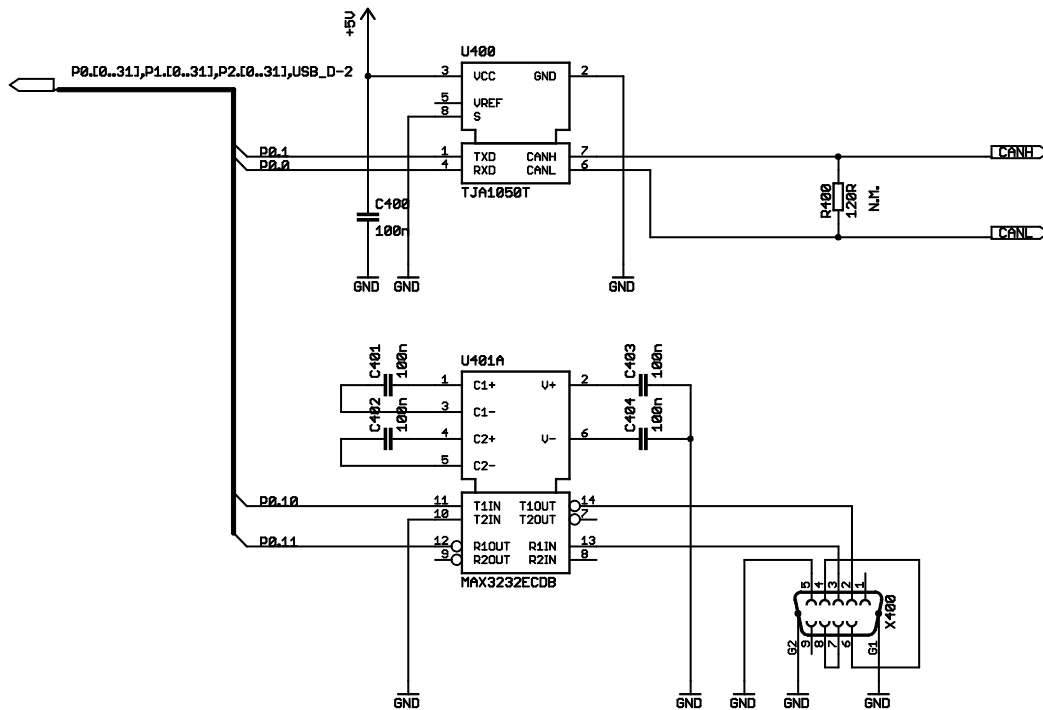 +5V
U400
P0.[0..31],P1.[0..31],P2.[0..31],USB_D-2
3 VCC GND 2
5 VREF
8 S
P0.1 1 TXD CANH 7 CANH
P0.0 4 RXD CANL 6
TJA1050T
C400
100n
R400
120R
N.M.
CANL
GND GND GND
U401A
C401
100n
C403
100n
1 C1+ V+ 2
3 C1-
C402
100n
C404
100n
4 C2+ V- 6
5 C2-
P0.10 11 T1IN T1OUT 14
10 T2IN T2OUT 7
P0.11 12 R1OUT R1IN 13
9 R2OUT R2IN 8
MAX3232ECDB
5 4 3 2 1
X400
G2 9 8 7 6 G1
GND GND GND GND GND